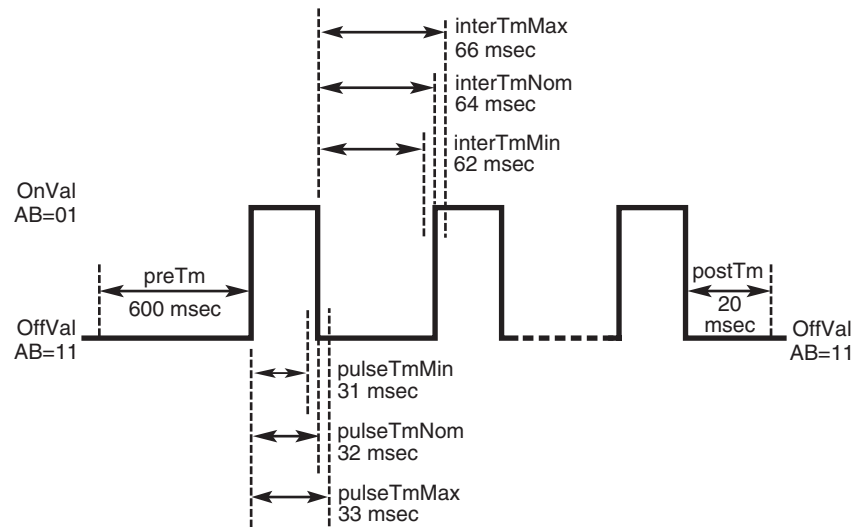 interTmMax
66 msec
interTmNom
64 msec
interTmMin
62 msec
OnVal
AB=01
preTm
600 msec
postTm
20
msec
OffVal
AB=11
OffVal
AB=11
pulseTmMin
31 msec
pulseTmNom
32 msec
pulseTmMax
33 msec